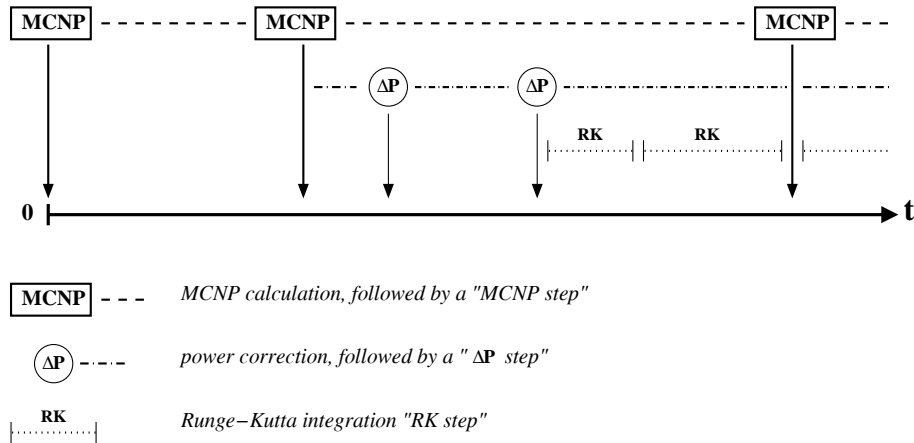 MCNP MCNP MCNP
ΔP ΔP
RK RK
0 t
MCNP MCNP calculation, followed by a "MCNP step"
ΔP power correction, followed by a " ΔP step"
RK Runge−Kutta integration "RK step"